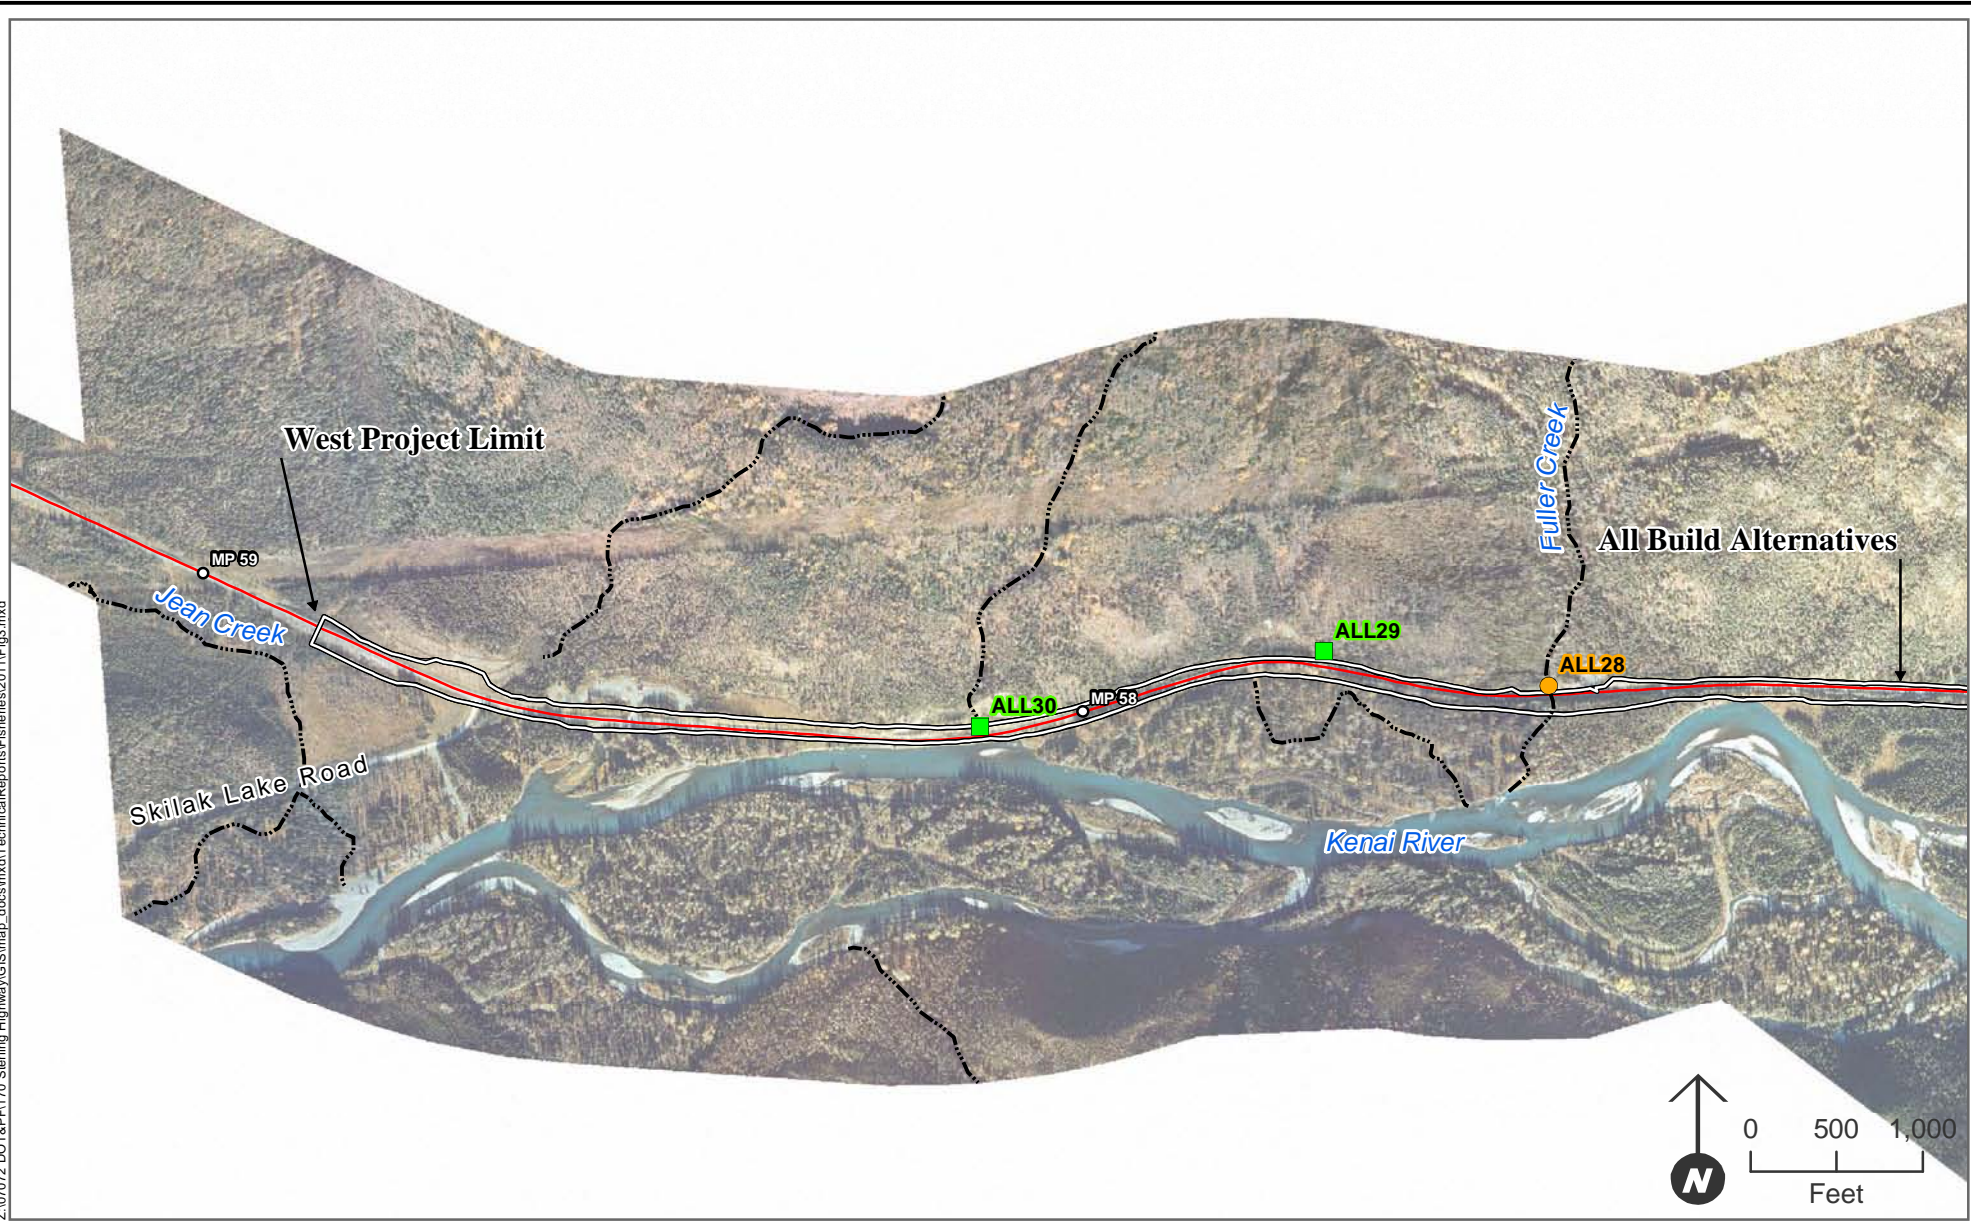 West Project Limit
Fuller Creek
All Build Alternatives
MP 59
Jean Creek
ALL29
ALL28
ALL30
MP 58
Skilak Lake Road
Kenai River
0 500 1,000
Feet
N